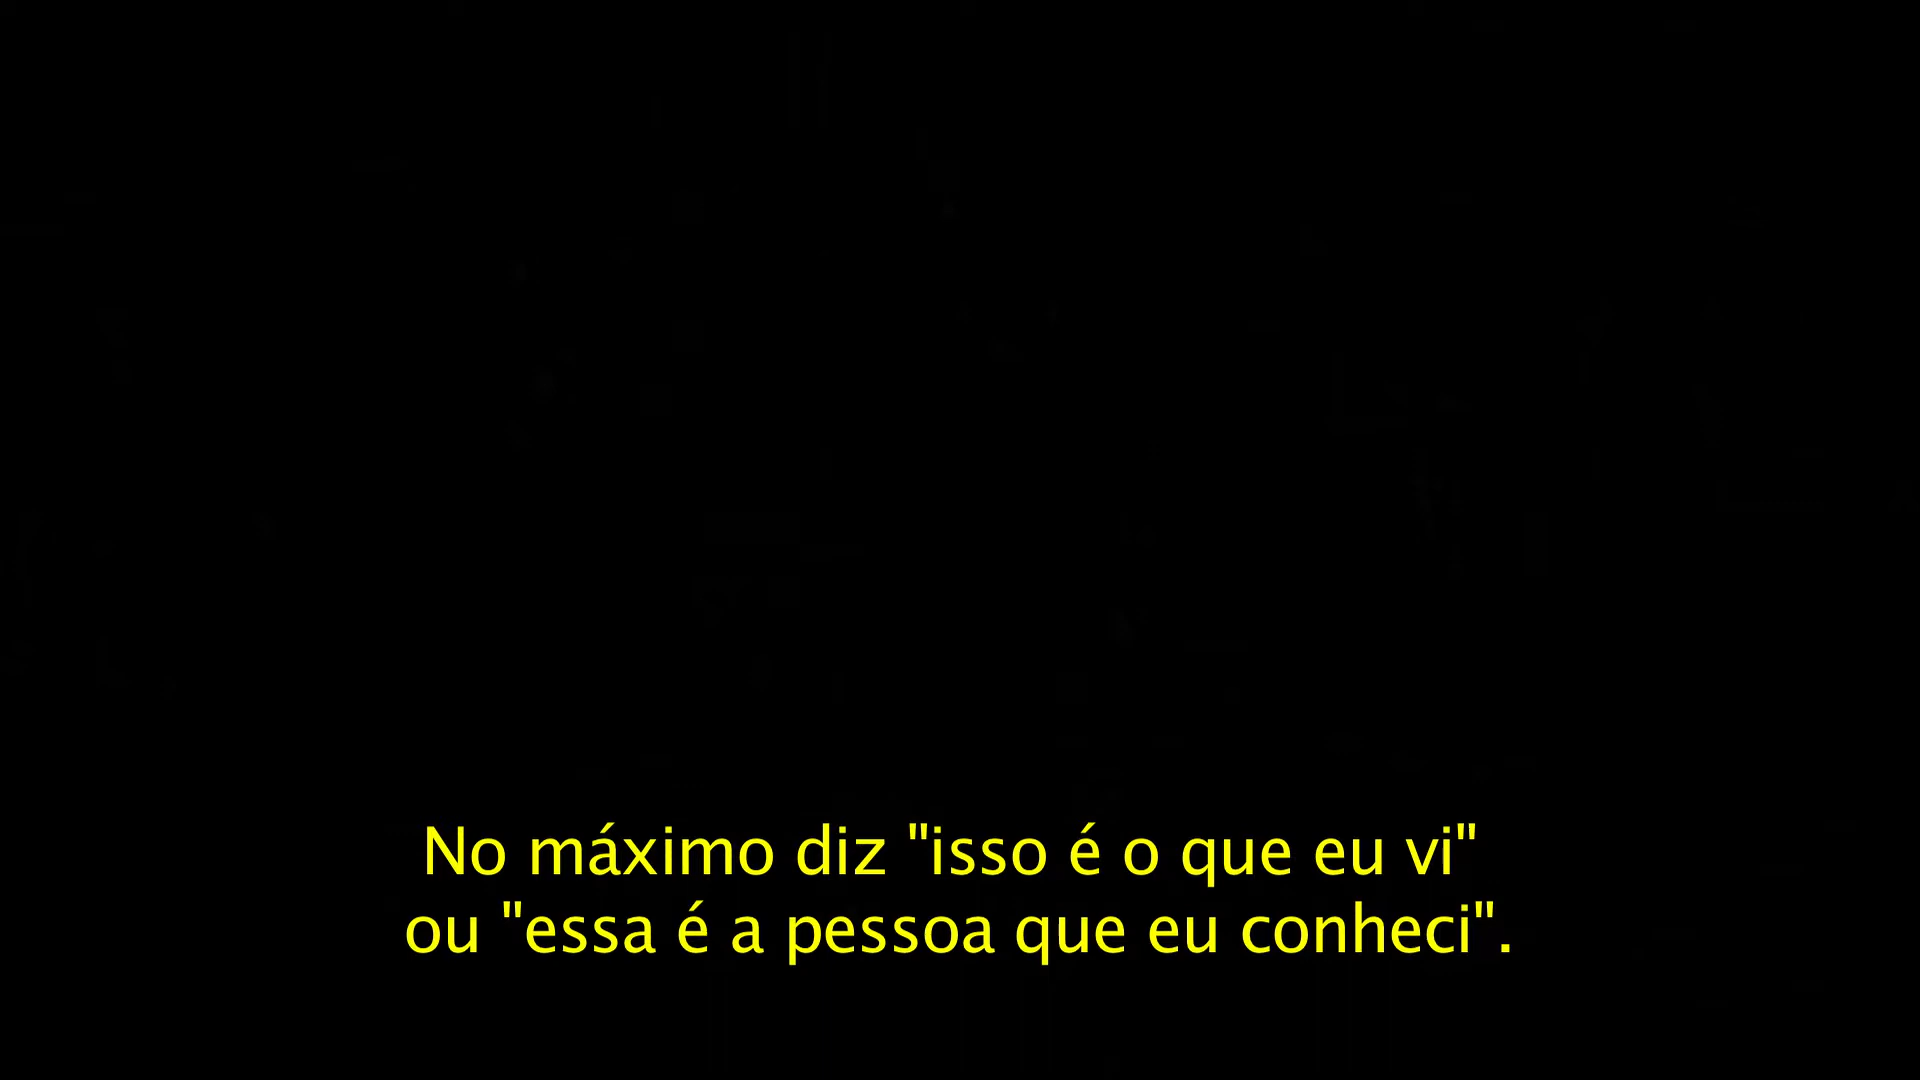 No máximo diz "isso é o que eu vi"
ou "essa é a pessoa que eu conheci".